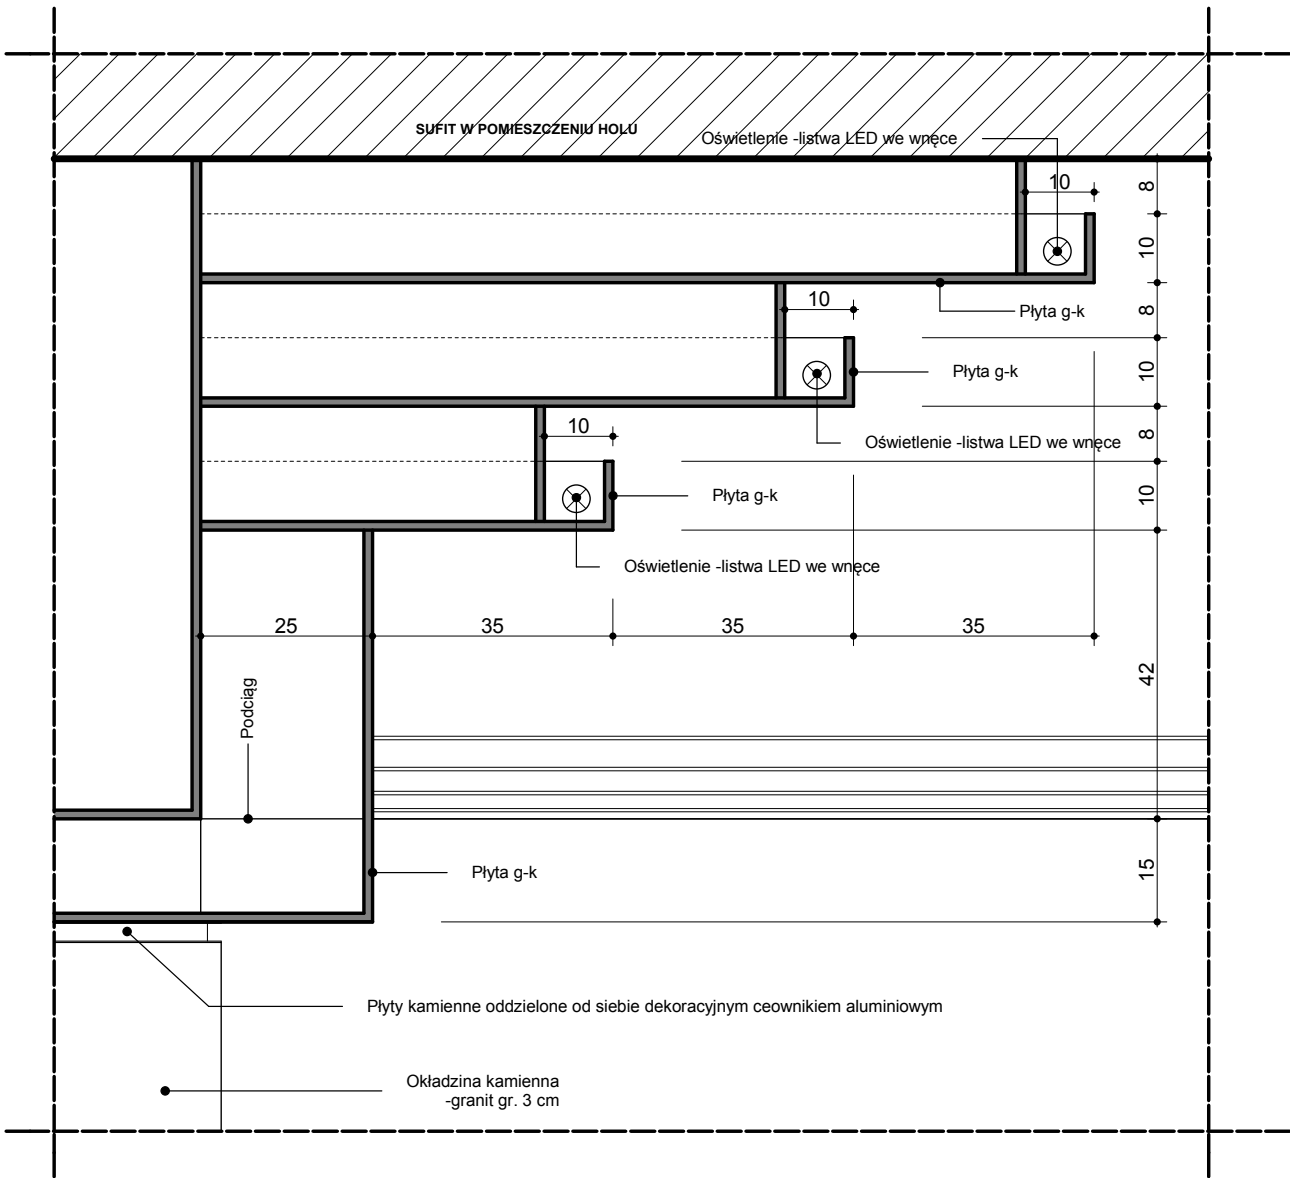 SUFIT W POMIESZCZENIU HOLU
Oświetlenie -listwa LED we wnęce
10
8
10
Płyta g-k
10
8
Płyta g-k
10
Oświetlenie -listwa LED we wnęce
10
8
Płyta g-k
10
Oświetlenie -listwa LED we wnęce
25
35
35
35
42
Podciąg
Płyta g-k
15
Płyty kamienne oddzielone od siebie dekoracyjnym ceownikiem aluminiowym
Okładzina kamienna
-granit gr. 3 cm